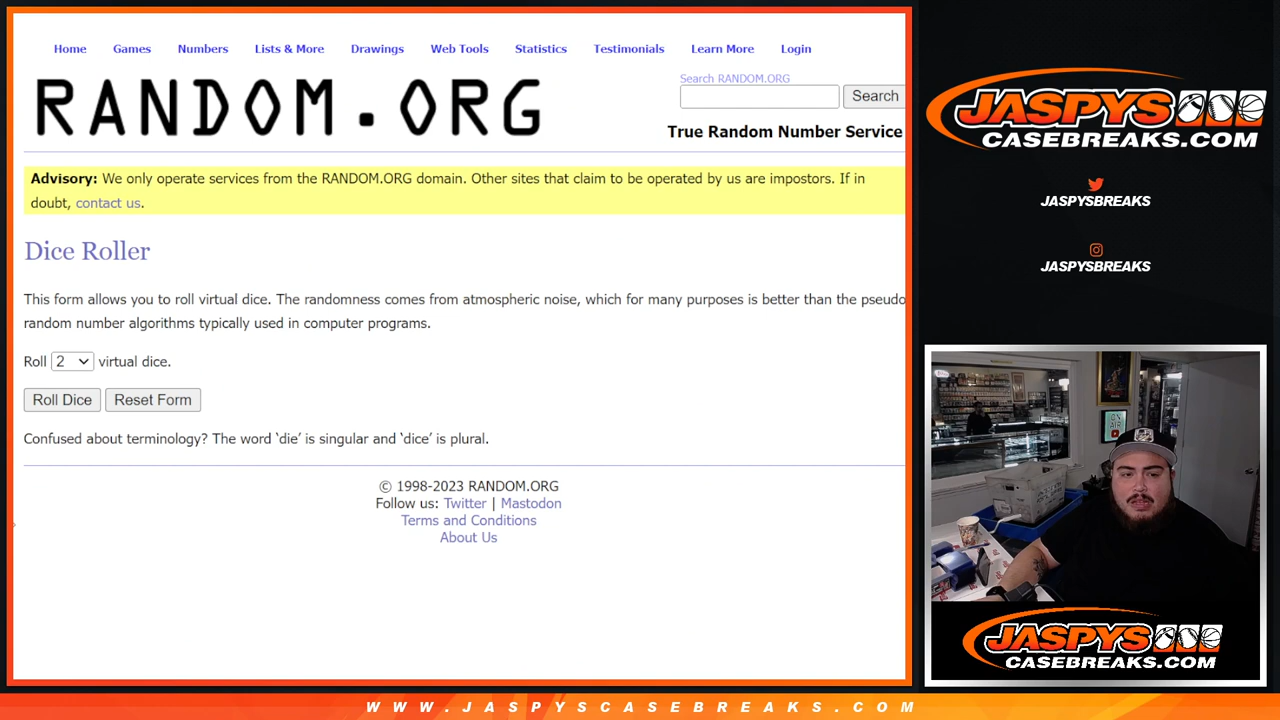 Home Games Numbers Lists & More Drawings Web Tools Statistics Testimonials Learn More Login
RANDOM.ORG
Search RANDOM.ORG
Search
True Random Number Service
Advisory: We only operate services from the RANDOM.ORG domain. Other sites that claim to be operated by us are impostors. If in
doubt, contact us.
Dice Roller
This form allows you to roll virtual dice. The randomness comes from atmospheric noise, which for many purposes is better than the pseudo
random number algorithms typically used in computer programs.
Roll 2 virtual dice.
Roll Dice Reset Form
Confused about terminology? The word ‘die’ is singular and ‘dice’ is plural.
© 1998-2023 RANDOM.ORG
Follow us: Twitter | Mastodon
Terms and Conditions
About Us
JASPYS
CASEBREAKS.COM
JASPYSBREAKS
JASPYSBREAKS
ON
AIR
JASPYS
CASEBREAKS.COM
WWW.JASPYSCASEBREAKS.COM